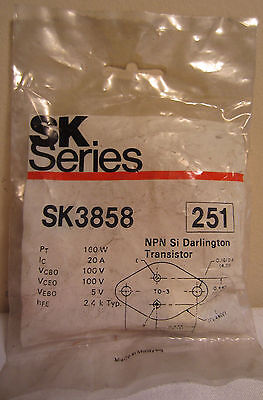 SK
Series
SK3858
251
PT 160 W
IC 20 A
VCBO 100 V
VCEO 100 V
VEBO 5 V
hFE 2.4 k Typ.
NPN Si Darlington
Transistor
C
TO-3